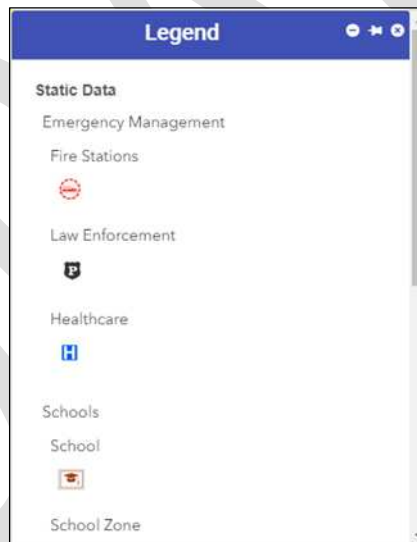 Legend
Static Data
Emergency Management
Fire Stations
Law Enforcement
P
Healthcare
H
Schools
School
School Zone